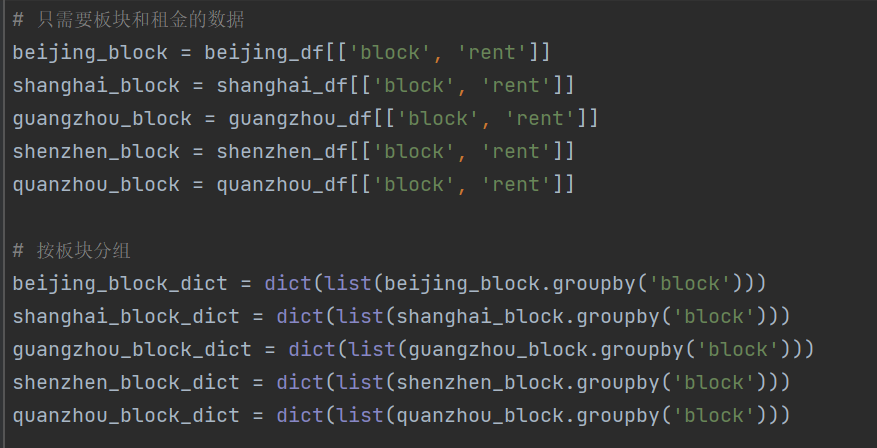 # 只需要板块和租金的数据
beijing_block = beijing_df[['block', 'rent']]
shanghai_block = shanghai_df[['block', 'rent']]
guangzhou_block = guangzhou_df[['block', 'rent']]
shenzhen_block = shenzhen_df[['block', 'rent']]
quanzhou_block = quanzhou_df[['block', 'rent']]
# 按板块分组
beijing_block_dict = dict(list(beijing_block.groupby('block')))
shanghai_block_dict = dict(list(shanghai_block.groupby('block')))
guangzhou_block_dict = dict(list(guangzhou_block.groupby('block')))
shenzhen_block_dict = dict(list(shenzhen_block.groupby('block')))
quanzhou_block_dict = dict(list(quanzhou_block.groupby('block')))